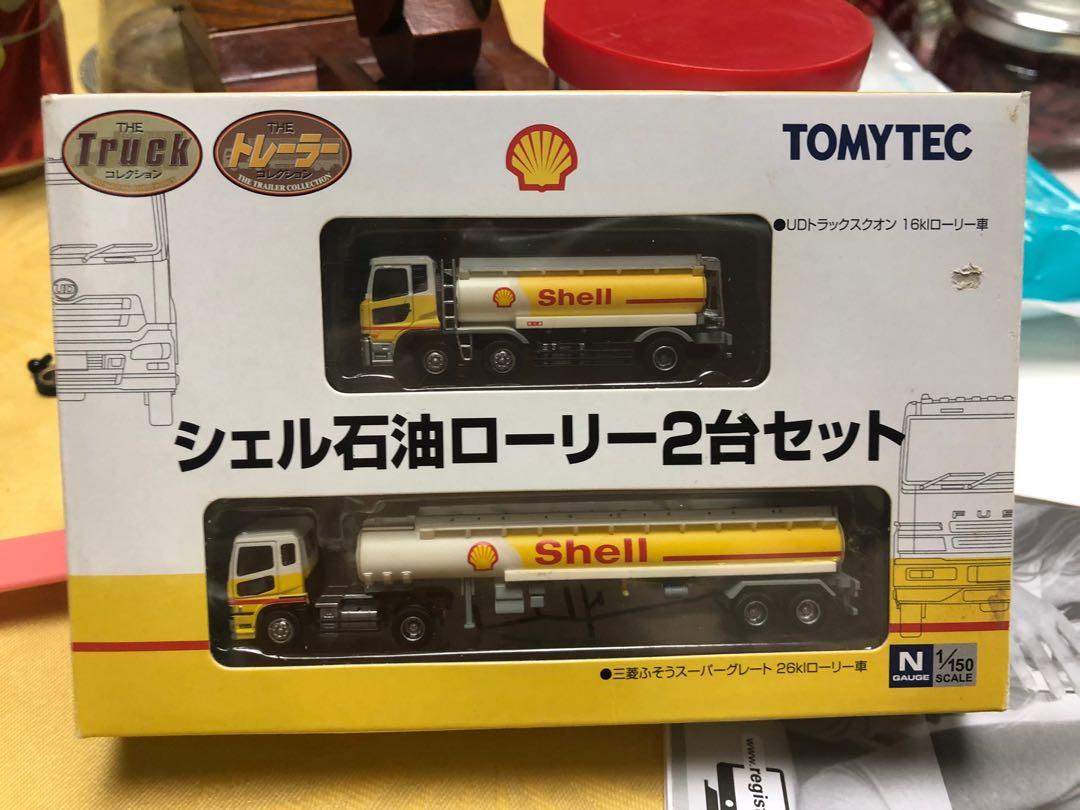 THE
Truck
コレクション
THE
トレーラー
コレクション
THE TRAILER COLLECTION
TOMYTEC
●UDトラックスクオン 16klローリー車
UD
Shell
シェル石油ローリー2台セット
FUS
Shell
●三菱ふそうスーパーグレート 26klローリー車
N
GAUGE
1/150
SCALE
www.regis